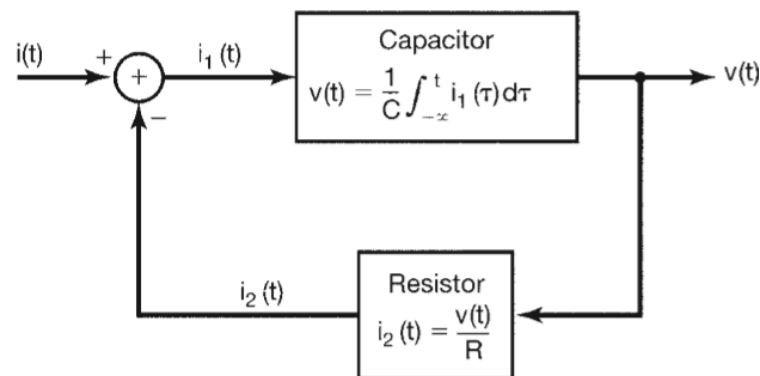 i(t) + + i₁ (t) Capacitor
v(t) = 1/C ∫_{-∞}^{t} i₁ (τ) dτ
v(t)
−
i₂ (t) Resistor
i₂ (t) = v(t)/R